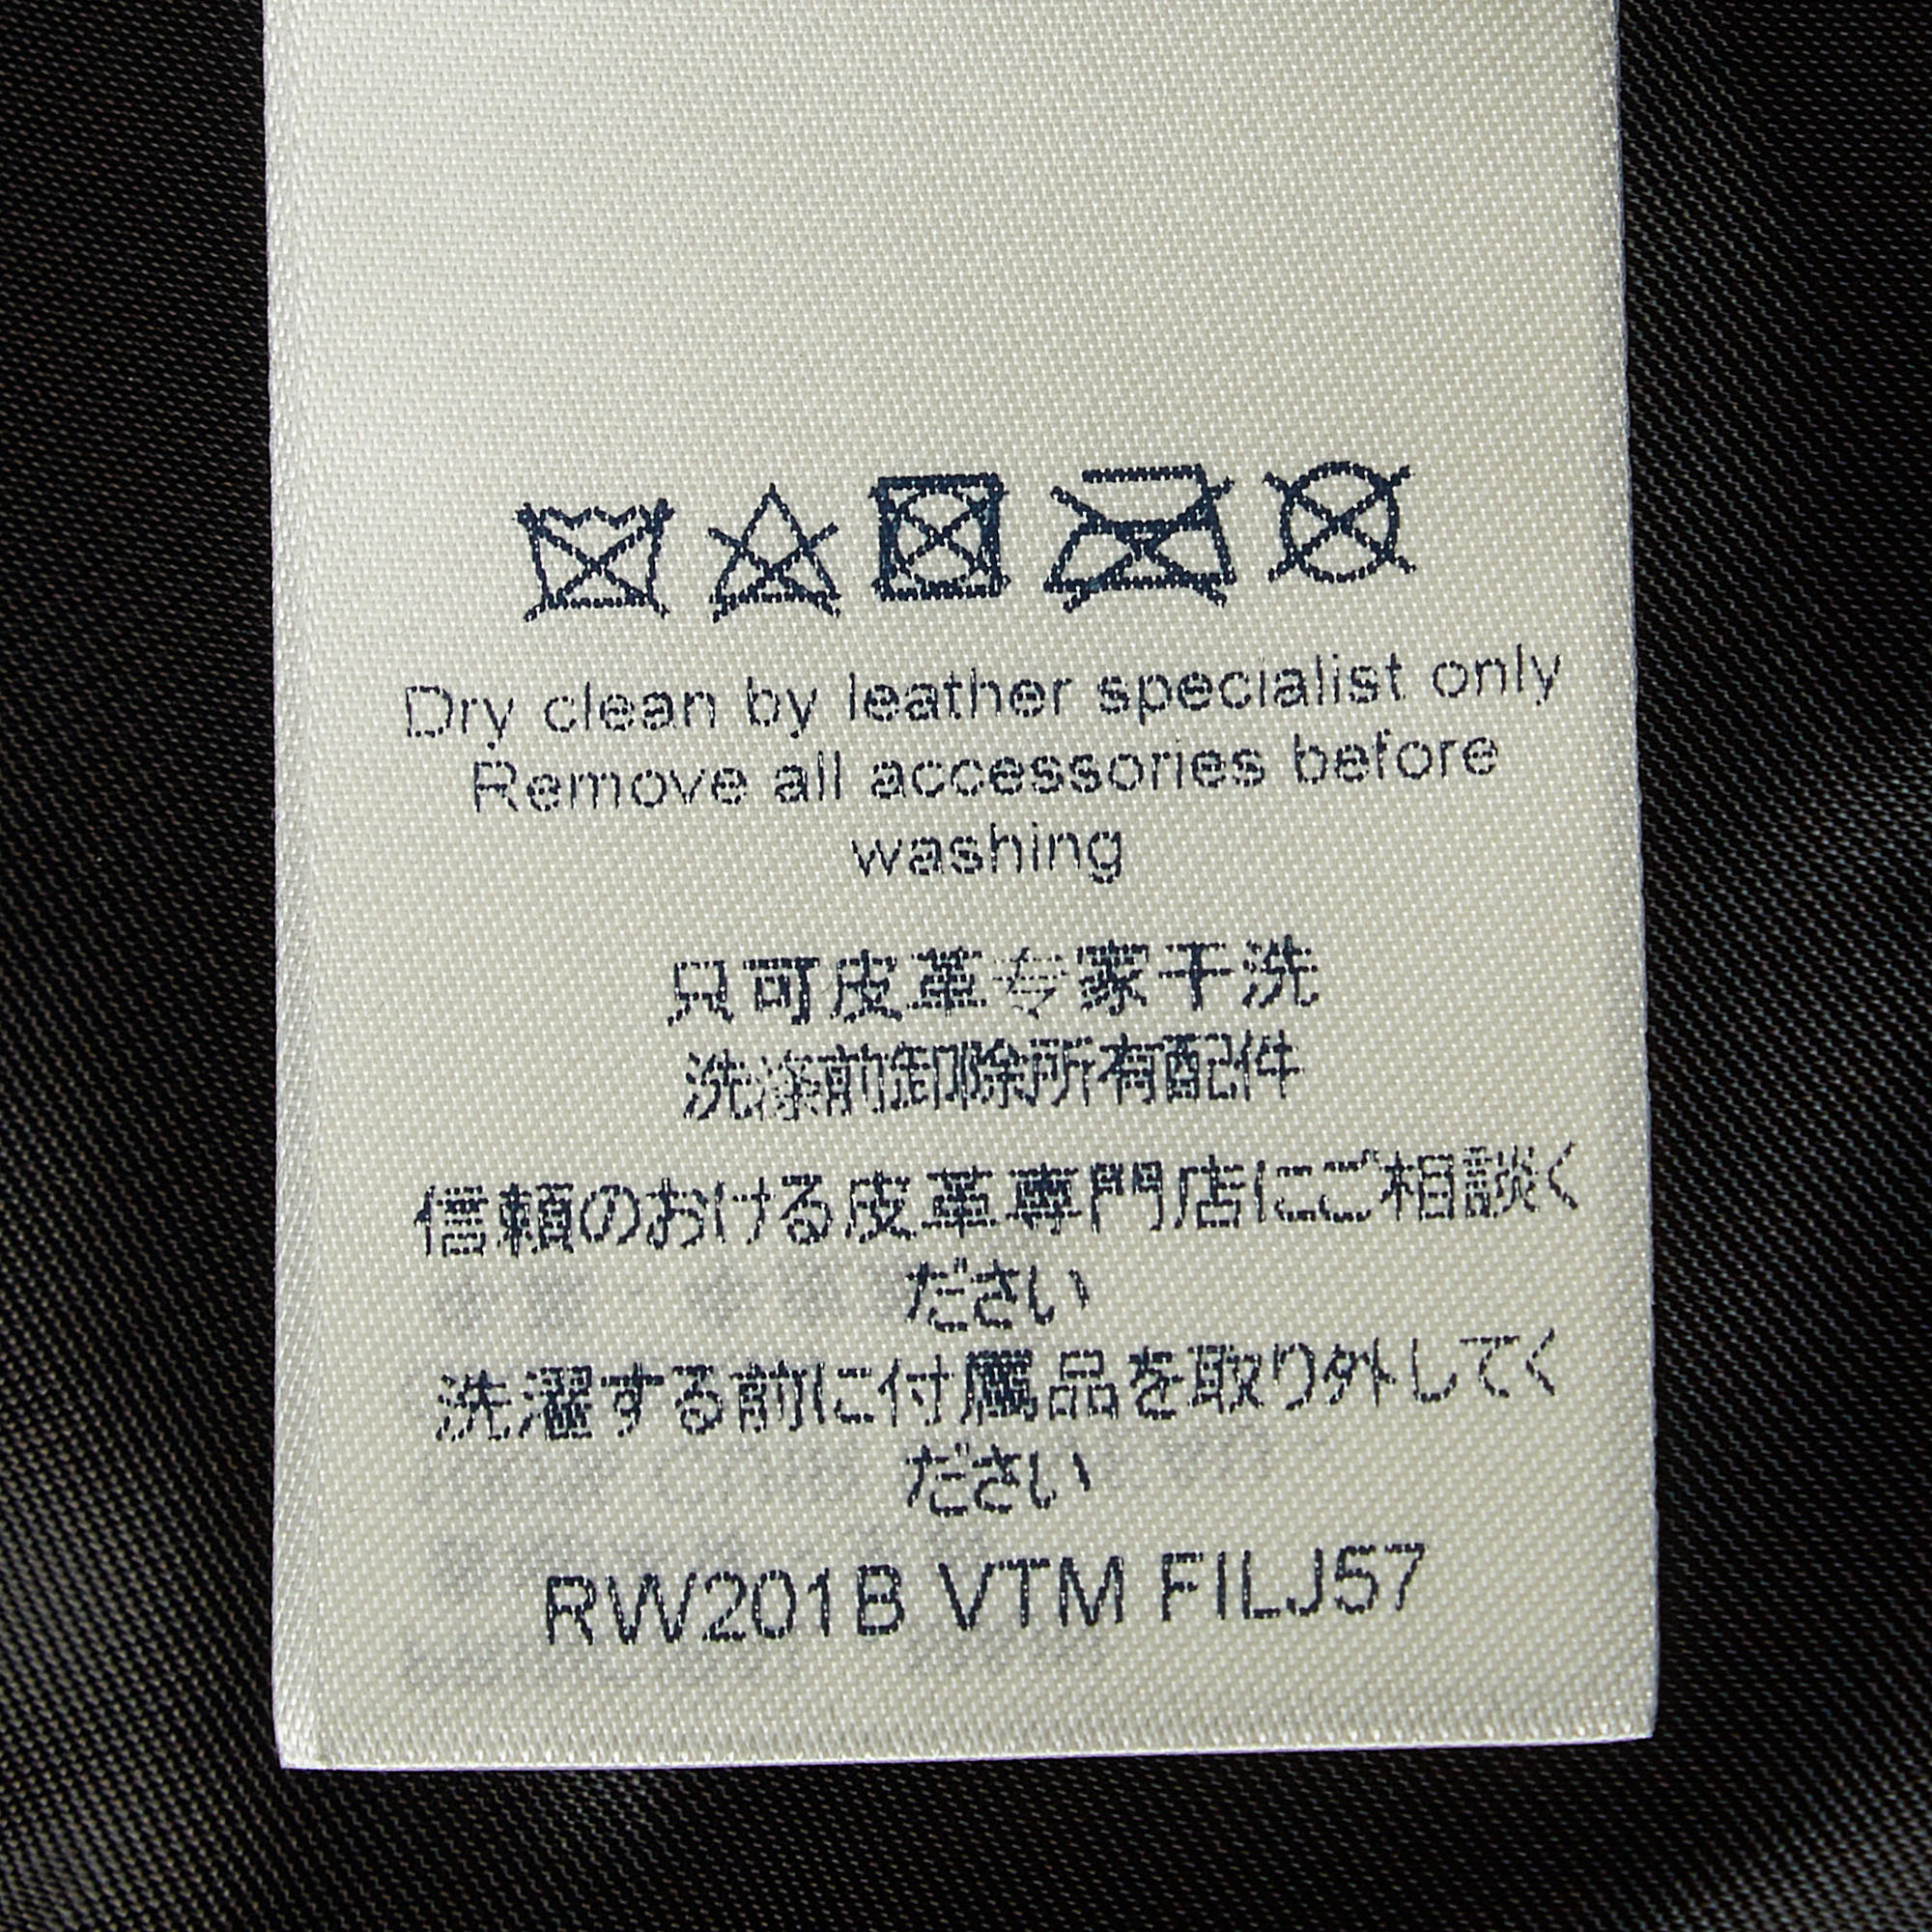 Dry clean by leather specialist only
Remove all accessories before
washing
只可皮革专家干洗
洗涤前卸除所有配件
信頼のおける皮革専門店にご相談く
ださい
洗濯する前に付属品を取り外してく
ださい
RW201B VTM FILJ57